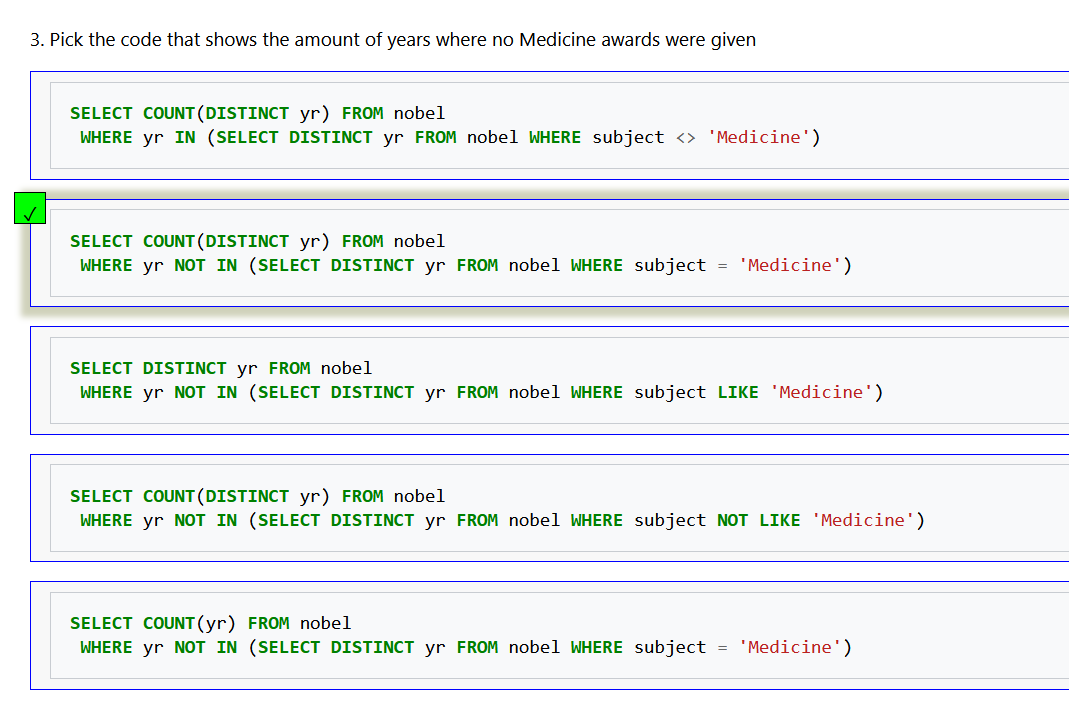 3. Pick the code that shows the amount of years where no Medicine awards were given
SELECT COUNT(DISTINCT yr) FROM nobel
WHERE yr IN (SELECT DISTINCT yr FROM nobel WHERE subject <> 'Medicine')
✓
SELECT COUNT(DISTINCT yr) FROM nobel
WHERE yr NOT IN (SELECT DISTINCT yr FROM nobel WHERE subject = 'Medicine')
SELECT DISTINCT yr FROM nobel
WHERE yr NOT IN (SELECT DISTINCT yr FROM nobel WHERE subject LIKE 'Medicine')
SELECT COUNT(DISTINCT yr) FROM nobel
WHERE yr NOT IN (SELECT DISTINCT yr FROM nobel WHERE subject NOT LIKE 'Medicine')
SELECT COUNT(yr) FROM nobel
WHERE yr NOT IN (SELECT DISTINCT yr FROM nobel WHERE subject = 'Medicine')